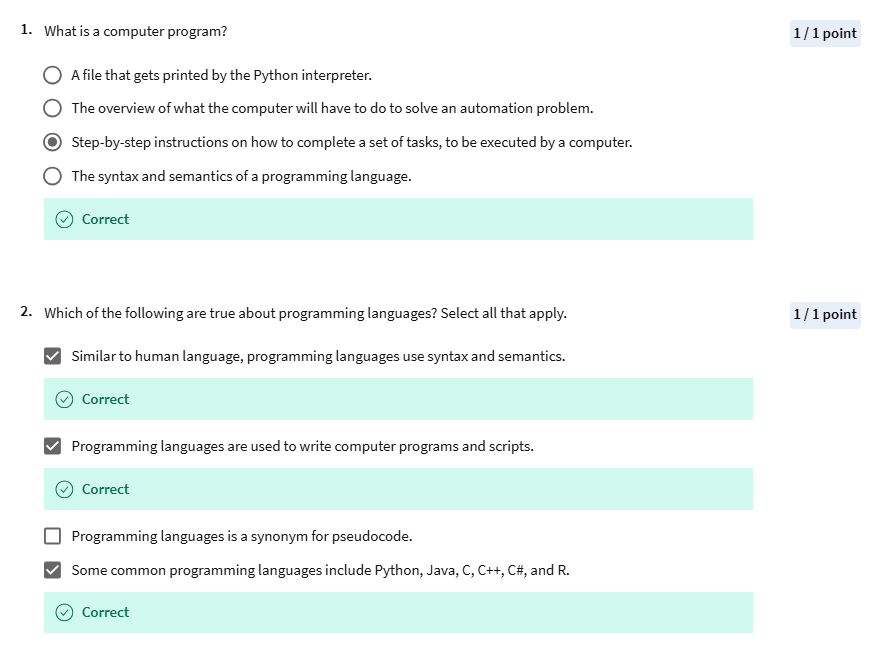 1. What is a computer program?
1 / 1 point
A file that gets printed by the Python interpreter.
The overview of what the computer will have to do to solve an automation problem.
Step-by-step instructions on how to complete a set of tasks, to be executed by a computer.
The syntax and semantics of a programming language.
Correct
2. Which of the following are true about programming languages? Select all that apply.
1 / 1 point
Similar to human language, programming languages use syntax and semantics.
Correct
Programming languages are used to write computer programs and scripts.
Correct
Programming languages is a synonym for pseudocode.
Some common programming languages include Python, Java, C, C++, C#, and R.
Correct